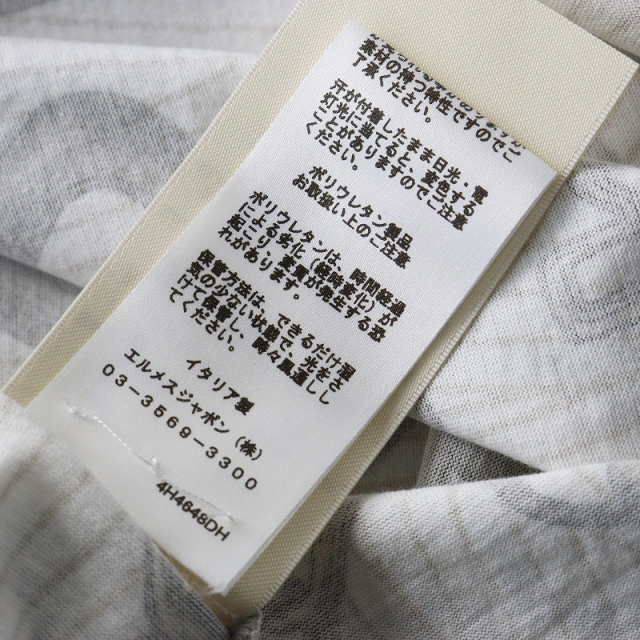 素材の持つ特性ですのでご
了承ください。
汗が付着したまま日光、電
灯光に当たると、変色する
ことがありますのでご注意
ください。
ポリウレタン製品
お取扱い上のご注意
ポリウレタンは、時間経過
による劣化（経時変化）が
起こり、 が発生する恐
れがあります。
保管方法は、できるだけ湿
気の少ない状態で、日光を
さけて保管し、時々風通しし
てください。
イタリア製
エルメスジャポン（株）
03-3569-3300
4H4648DH